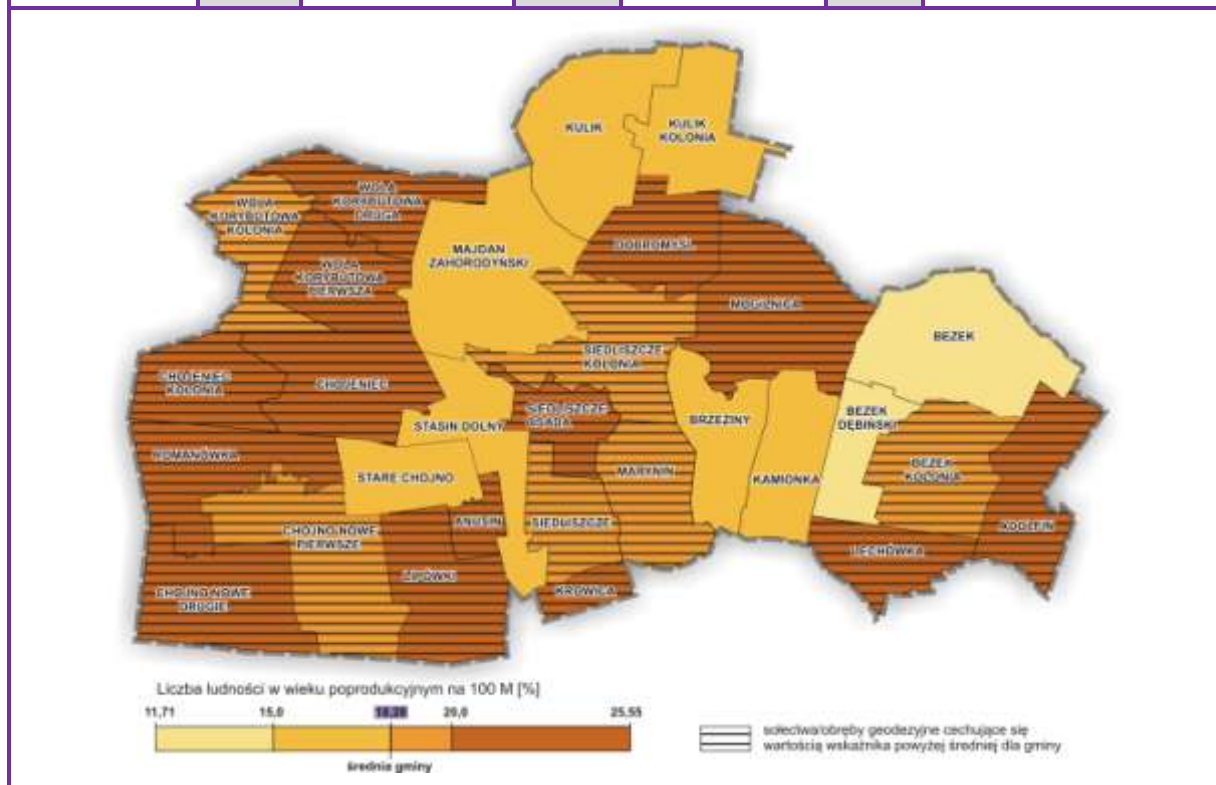 KULIK
KULIK
KOLONIA
WOLA
KORYBUTOWA
DRUGA
WOLA
KORYBUTOWA
KOLONIA
MAJDAN
ZAHORODYŃSKI
DOBROMYŚL
WOLA
KORYBUTOWA
PIERWSZA
MOGILNICA
BEZEK
SIEDLISZCZE
KOLONIA
CHOJENIEC
KOLONIA
CHOJENIEC
SIEDLISZCZE
OSADA
BRZEZINY
BEZEK
DĘBIŃSKI
STASIN DOLNY
ROMANÓWKA
STARE CHOJNO
MARYNIN
KAMIONKA
BEZEK
KOLONIA
CHOJNO NOWE
PIERWSZE
ANUSIN
SIEDLISZCZE
KOCZFIN
LECHÓWKA
LIPÓWKI
CHOJNO NOWE
DRUGIE
KROWICA
Liczba ludności w wieku poprodukcyjnym na 100 M [%]
11,71 15,0 18,28 20,0 25,55
średnia gminy
sołectwa/obręby geodezyjne cechujące się
wartością wskaźnika powyżej średniej dla gminy